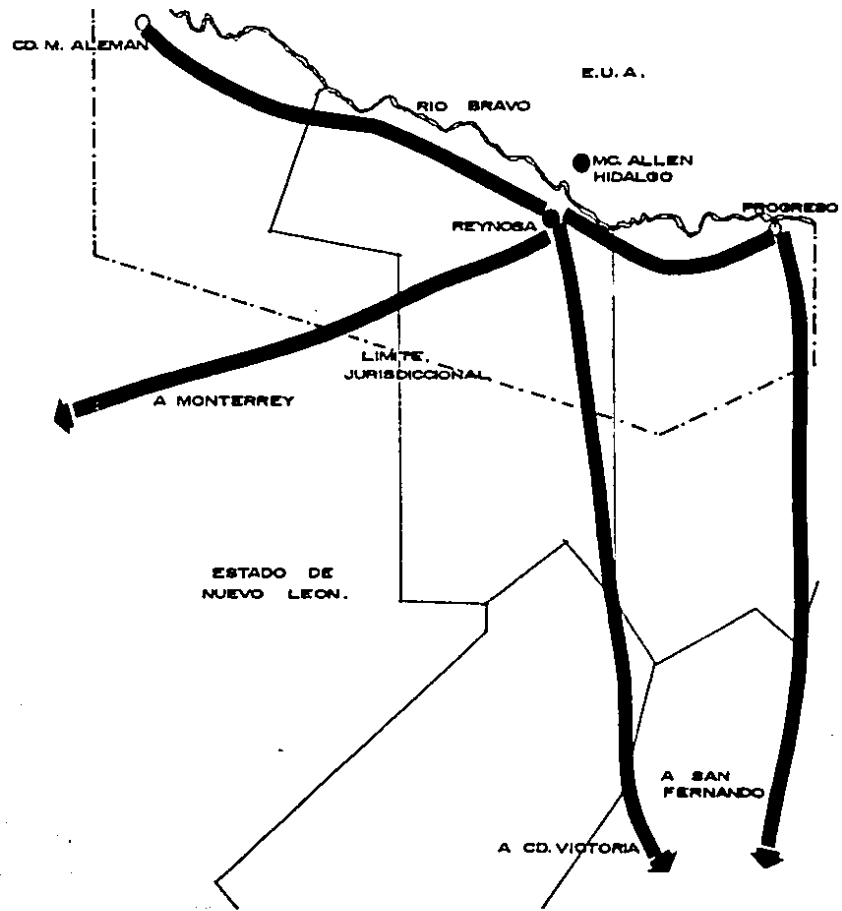 CD. M. ALEMAN
E.U.A.
RIO BRAVO
MC. ALLEN
HIDALGO
PROGRESO
REYNOSA
LIMITE.
JURISDICCIONAL
A MONTERREY
ESTADO DE
NUEVO LEON.
A SAN
FERNANDO
A CD. VICTORIA